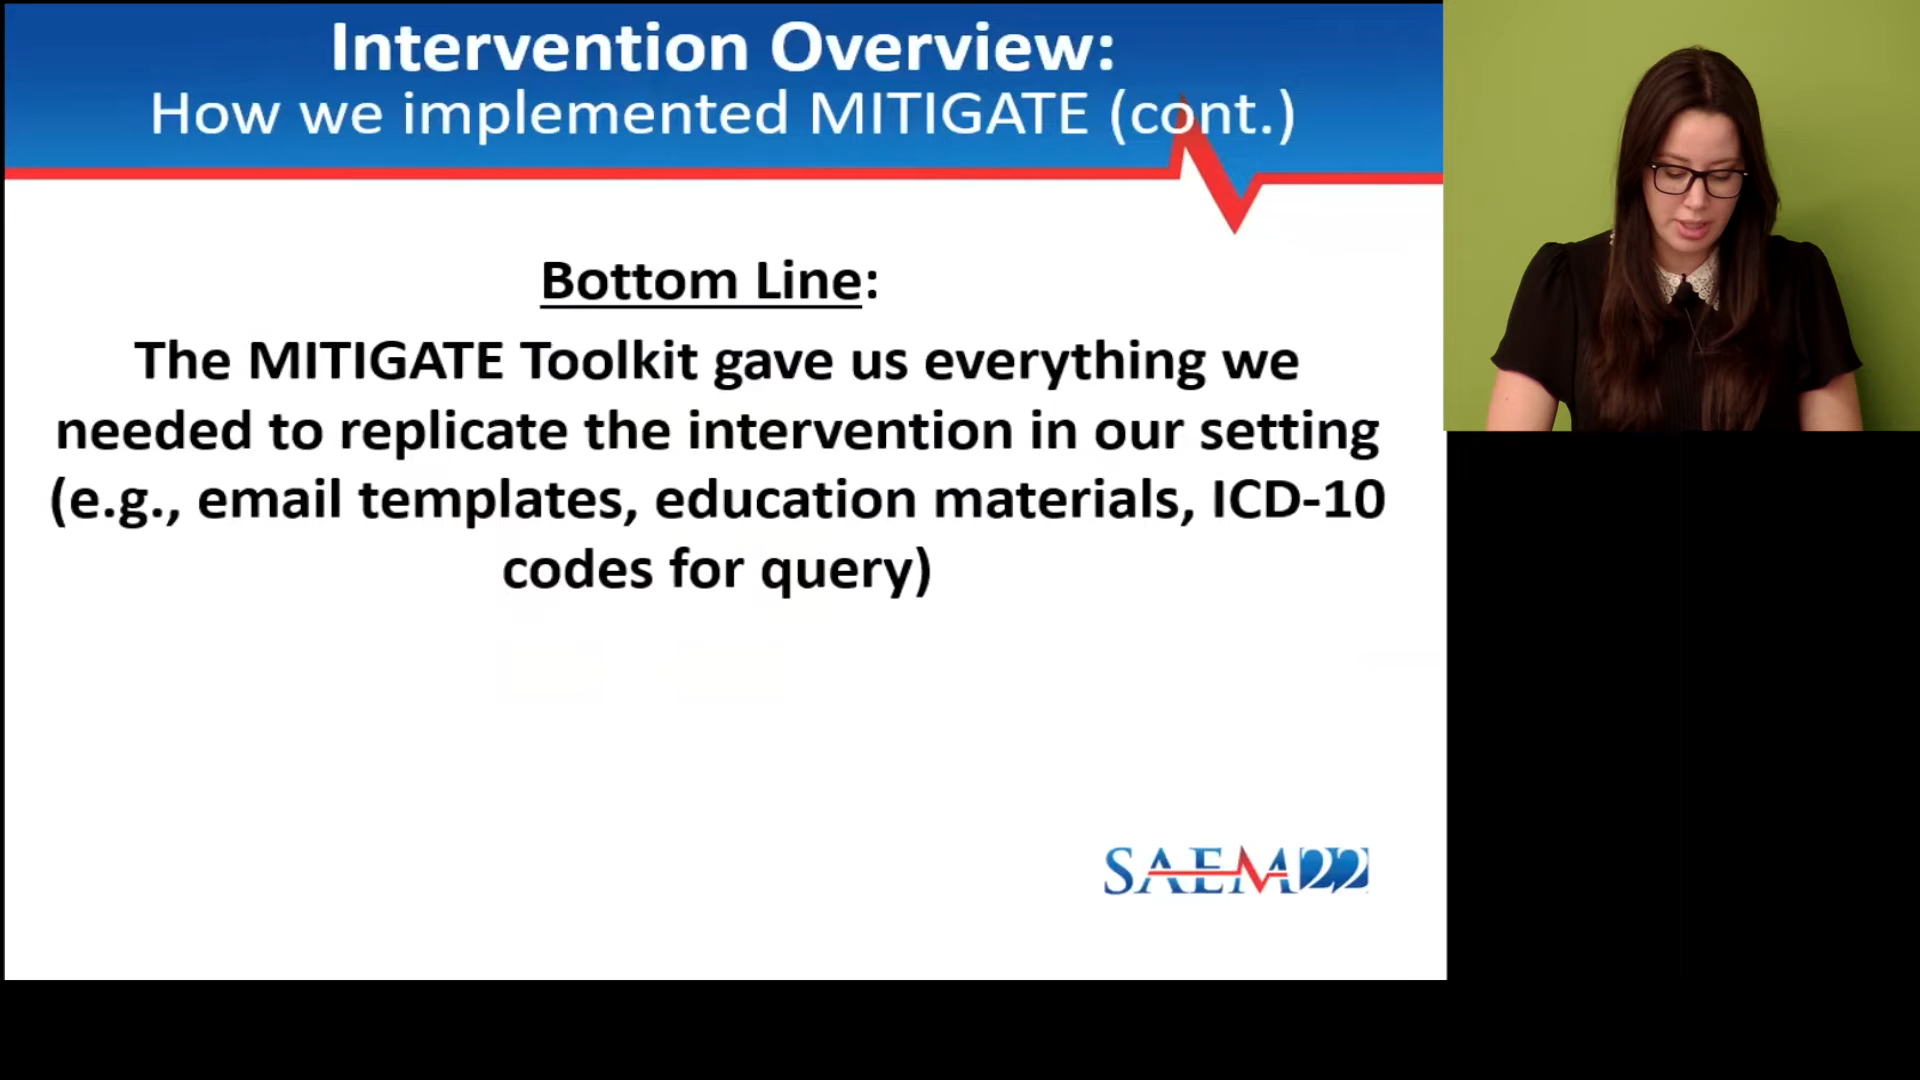 Intervention Overview:
How we implemented MITIGATE (cont.)
Bottom Line:
The MITIGATE Toolkit gave us everything we
needed to replicate the intervention in our setting
(e.g., email templates, education materials, ICD-10
codes for query)
SAEM22